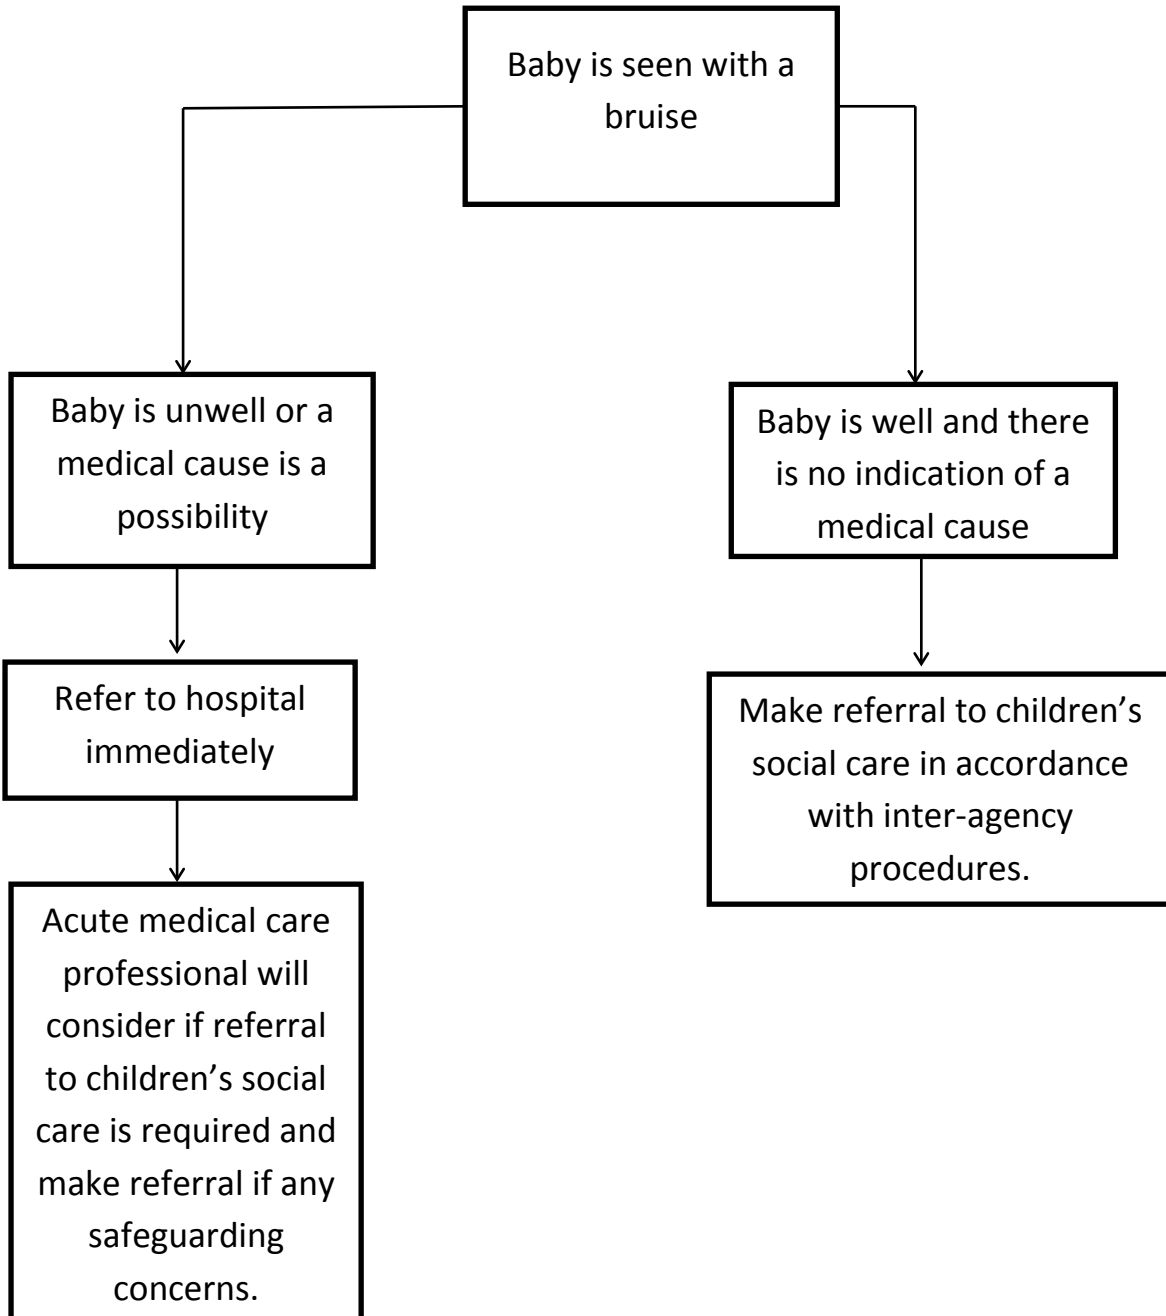 Baby is seen with a
bruise
Baby is unwell or a
medical cause is a
possibility
Baby is well and there
is no indication of a
medical cause
Refer to hospital
immediately
Make referral to children’s
social care in accordance
with inter-agency
procedures.
Acute medical care
professional will
consider if referral
to children’s social
care is required and
make referral if any
safeguarding
concerns.